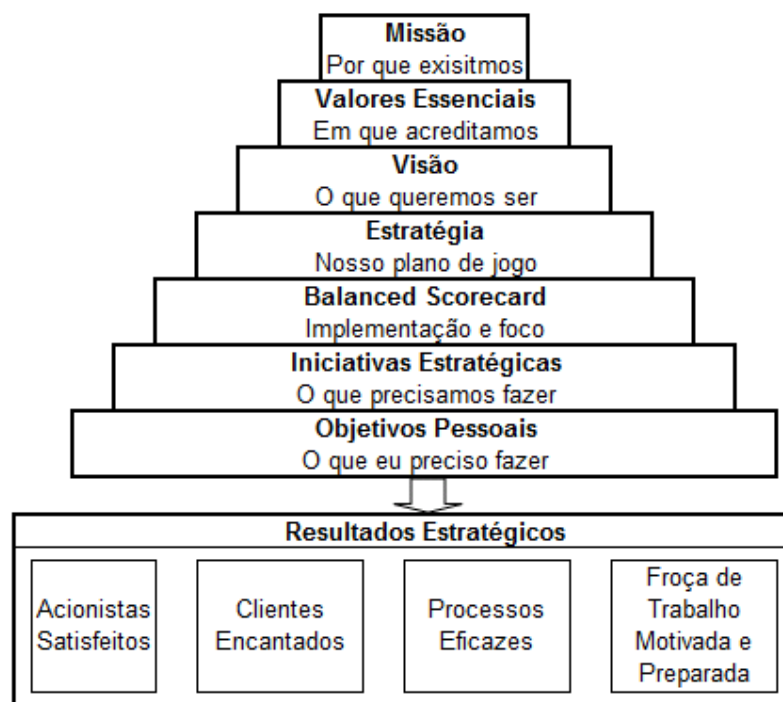 Missão
Por que exisitmos
Valores Essenciais
Em que acreditamos
Visão
O que queremos ser
Estratégia
Nosso plano de jogo
Balanced Scorecard
Implementação e foco
Iniciativas Estratégicas
O que precisamos fazer
Objetivos Pessoais
O que eu preciso fazer
Resultados Estratégicos
Acionistas
Satisfeitos
Clientes
Encantados
Processos
Eficazes
Froça de
Trabalho
Motivada e
Preparada